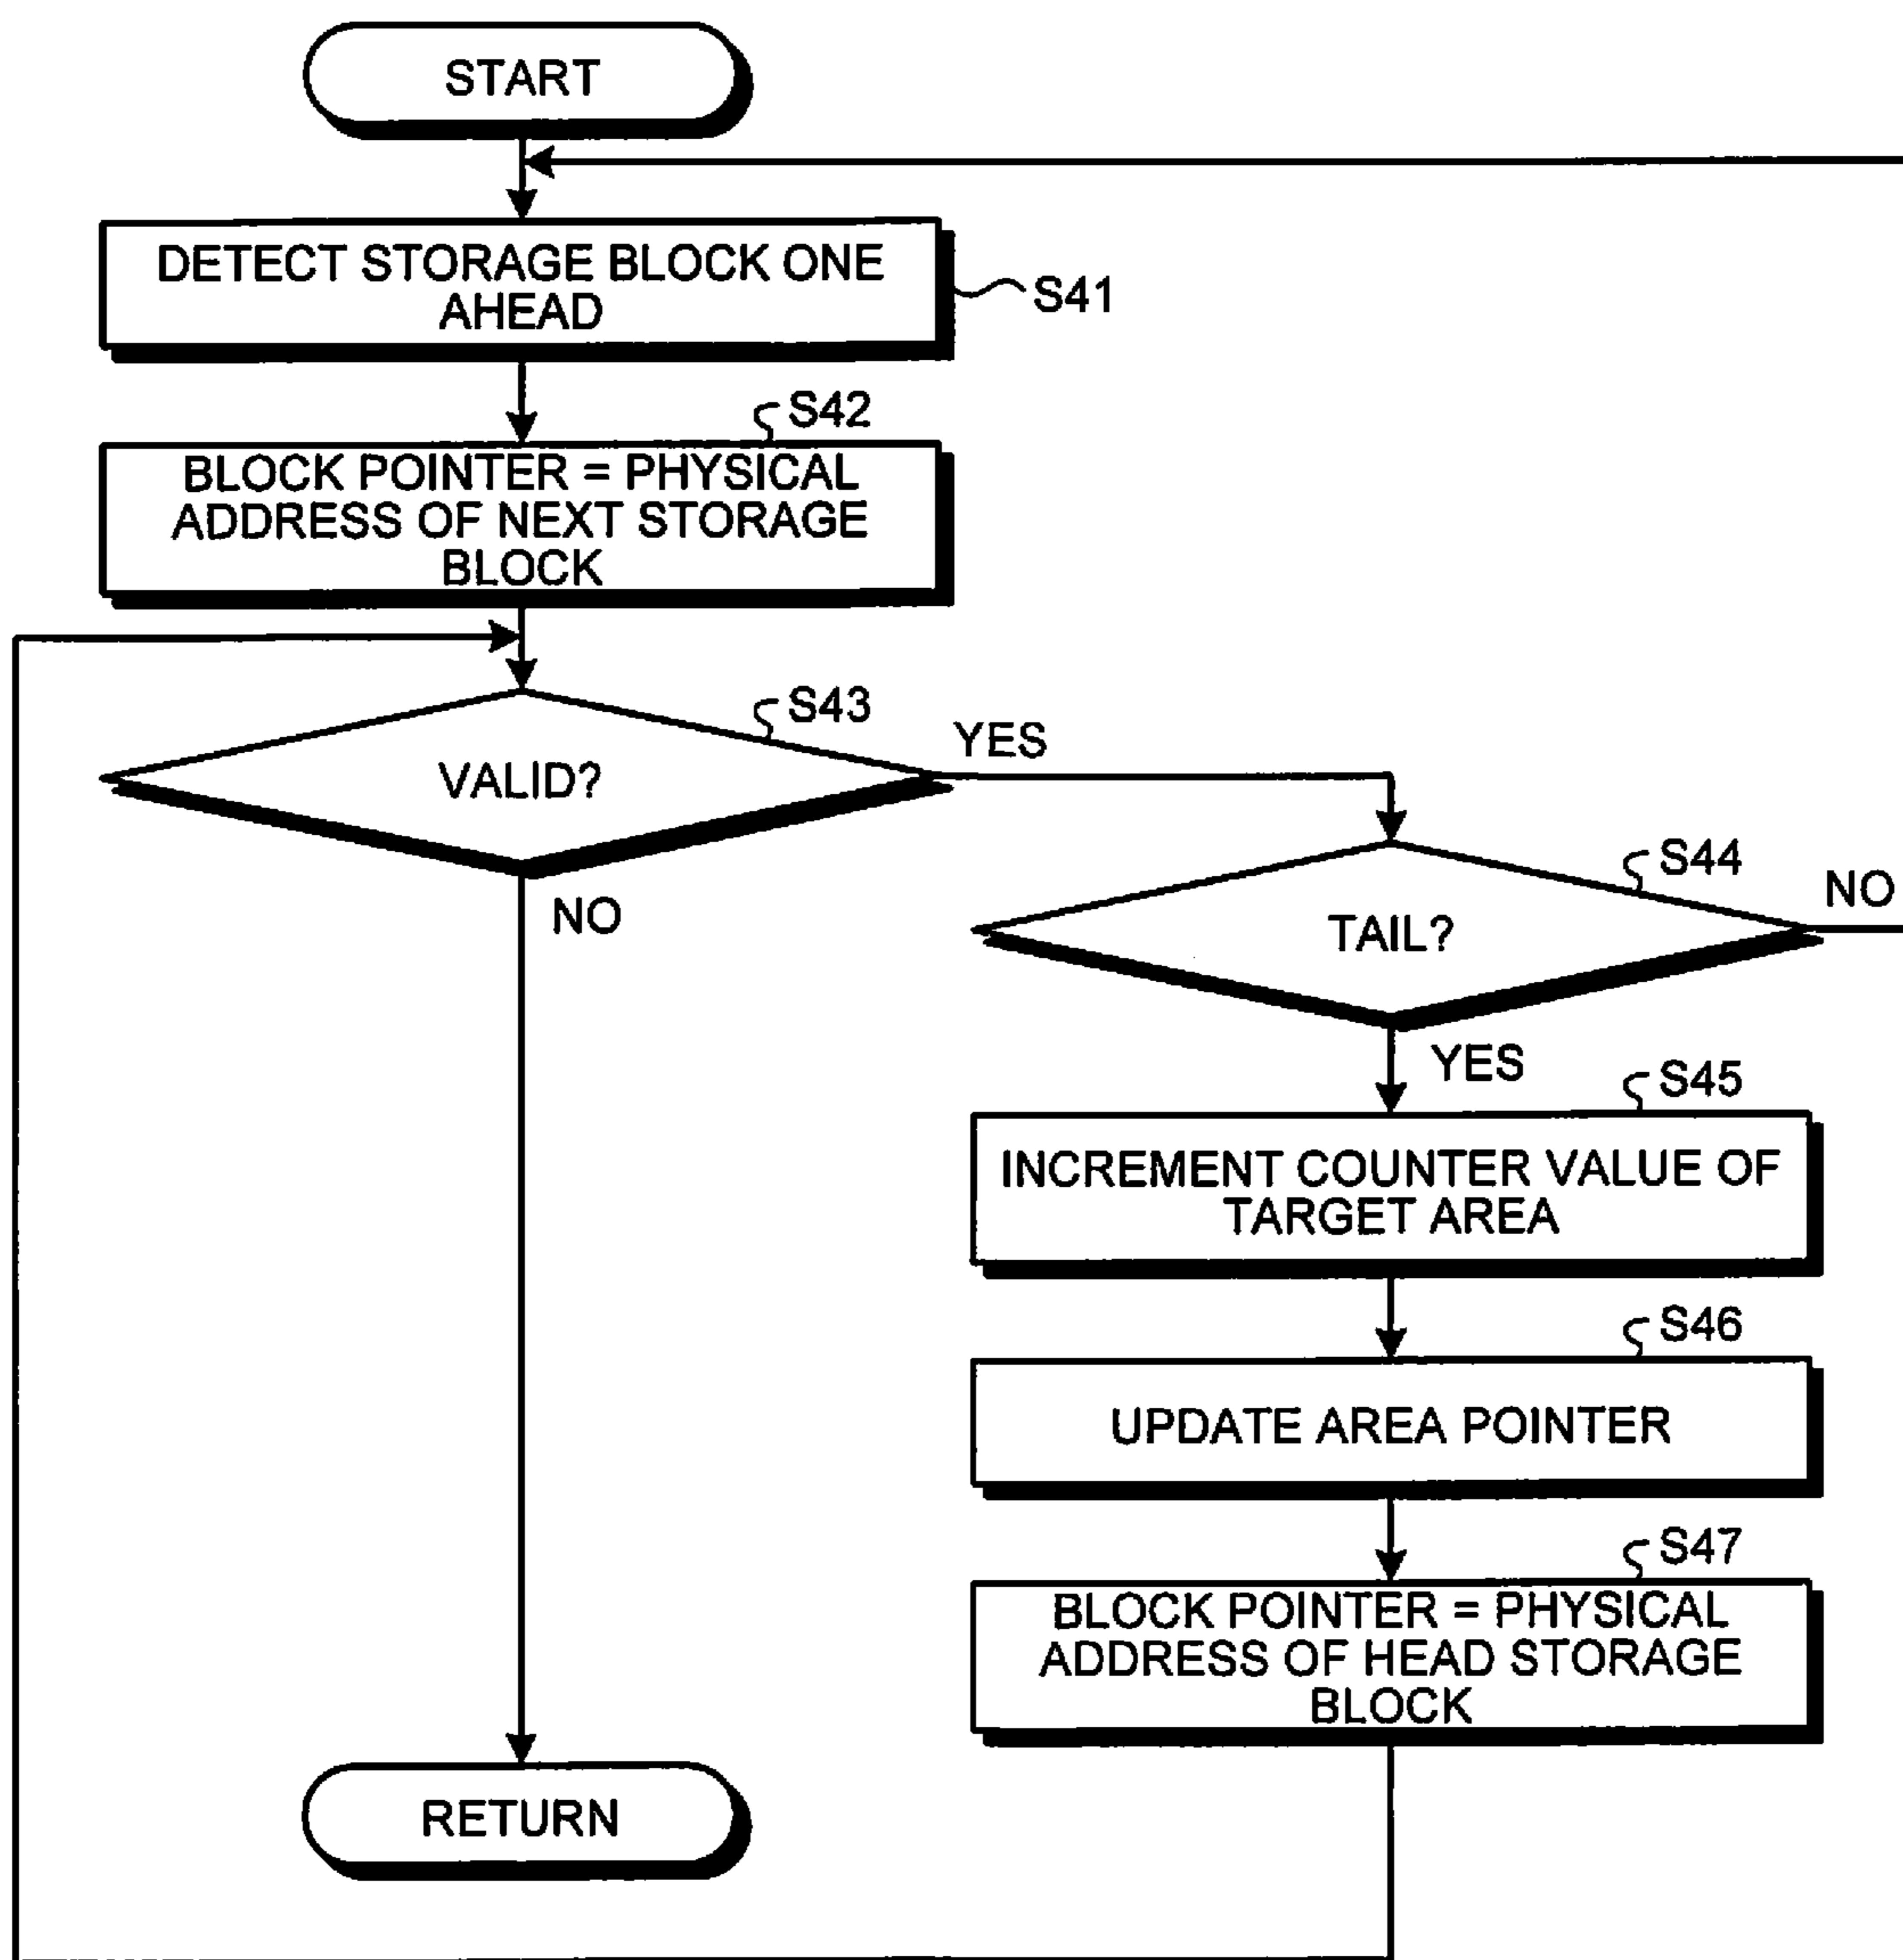 START
DETECT STORAGE BLOCK ONE
AHEAD
S41
S42
BLOCK POINTER = PHYSICAL
ADDRESS OF NEXT STORAGE
BLOCK
S43
VALID?
YES
NO
S44
TAIL?
NO
YES
S45
INCREMENT COUNTER VALUE OF
TARGET AREA
S46
UPDATE AREA POINTER
S47
BLOCK POINTER = PHYSICAL
ADDRESS OF HEAD STORAGE
BLOCK
RETURN